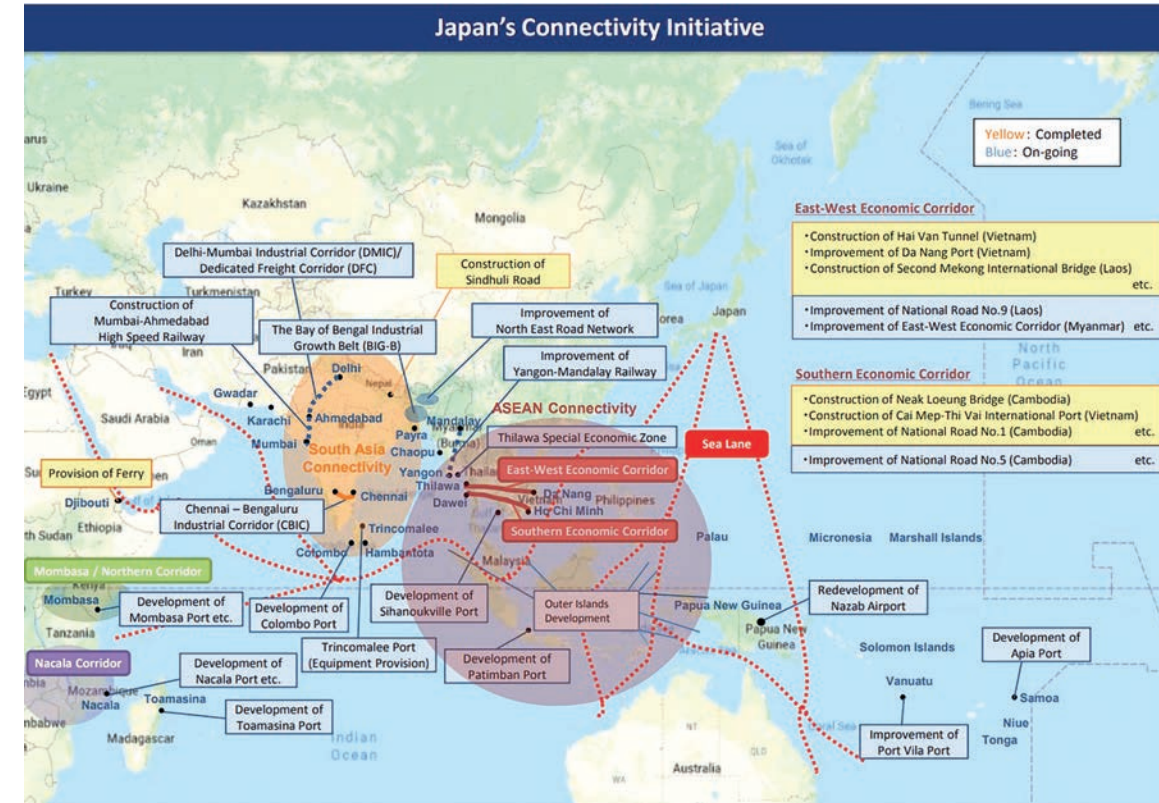 Japan's Connectivity Initiative
Bering Sea
Sea of
Okhotsk
Yellow: Completed
Blue: On-going
arus
Ukraine
Kazakhstan
Mongolia
East-West Economic Corridor
・Construction of Hai Van Tunnel (Vietnam)
・Improvement of Da Nang Port (Vietnam)
・Construction of Second Mekong International Bridge (Laos)
etc.
・Improvement of National Road No.9 (Laos)
・Improvement of East-West Economic Corridor (Myanmar) etc.
Southern Economic Corridor
・Construction of Neak Loeung Bridge (Cambodia)
・Construction of Cai Mep-Thi Vai International Port (Vietnam)
・Improvement of National Road No.1 (Cambodia) etc.
・Improvement of National Road No.5 (Cambodia) etc.
North
Pacific
Ocean
Delhi-Mumbai Industrial Corridor (DMIC)/
Dedicated Freight Corridor (DFC)
Construction of
Sindhuli Road
Turkey
Turkmenistan
Sea of Japan
Japan
orea
Construction of
Mumbai-Ahmedabad
High Speed Railway
The Bay of Bengal Industrial
Growth Belt (BIG-B)
Improvement of
North East Road Network
Improvement of
Yangon-Mandalay Railway
Iran
Pakistan
Delhi
Nepal
Egypt
Gwadar
Karachi
Ahmedabad
India
Saudi Arabia
Oman
Mumbai
Payra
Chaopu
Mandalay
(Burma)
ASEAN Connectivity
Thilawa Special Economic Zone
South Asia
Connectivity
Yangon
Thilawa
Dawei
Thaila
East-West Economic Corridor
Sea Lane
Provision of Ferry
Djibouti
Ethiopia
th Sudan
Bengaluru
Chennai
Chennai – Bengaluru
Industrial Corridor (CBIC)
Da Nang
Vietnam
Ho Chi Minh
Philippines
Southern Economic Corridor
Trincomalee
Colombo
Hambantota
Malaysia
Palau
Micronesia
Marshall Islands
Mombasa / Northern Corridor
Kenya
Mombasa
Tanzania
Development of
Mombasa Port etc.
Development of
Colombo Port
Development of
Sihanoukville Port
Outer Islands
Development
Papua New Guinea
Papua New
Guinea
Redevelopment of
Nazab Airport
Solomon Islands
Trincomalee Port
(Equipment Provision)
Development of
Patimban Port
Development of
Apia Port
Nacala Corridor
Mozambique
Nacala
Development of
Nacala Port etc.
Toamasina
Development of
Toamasina Port
Madagascar
Indian
Ocean
Vanuatu
Samoa
Niue
Tonga
Improvement of
Port Vila Port
Coral Sea
NT
QLD
WA
Australia